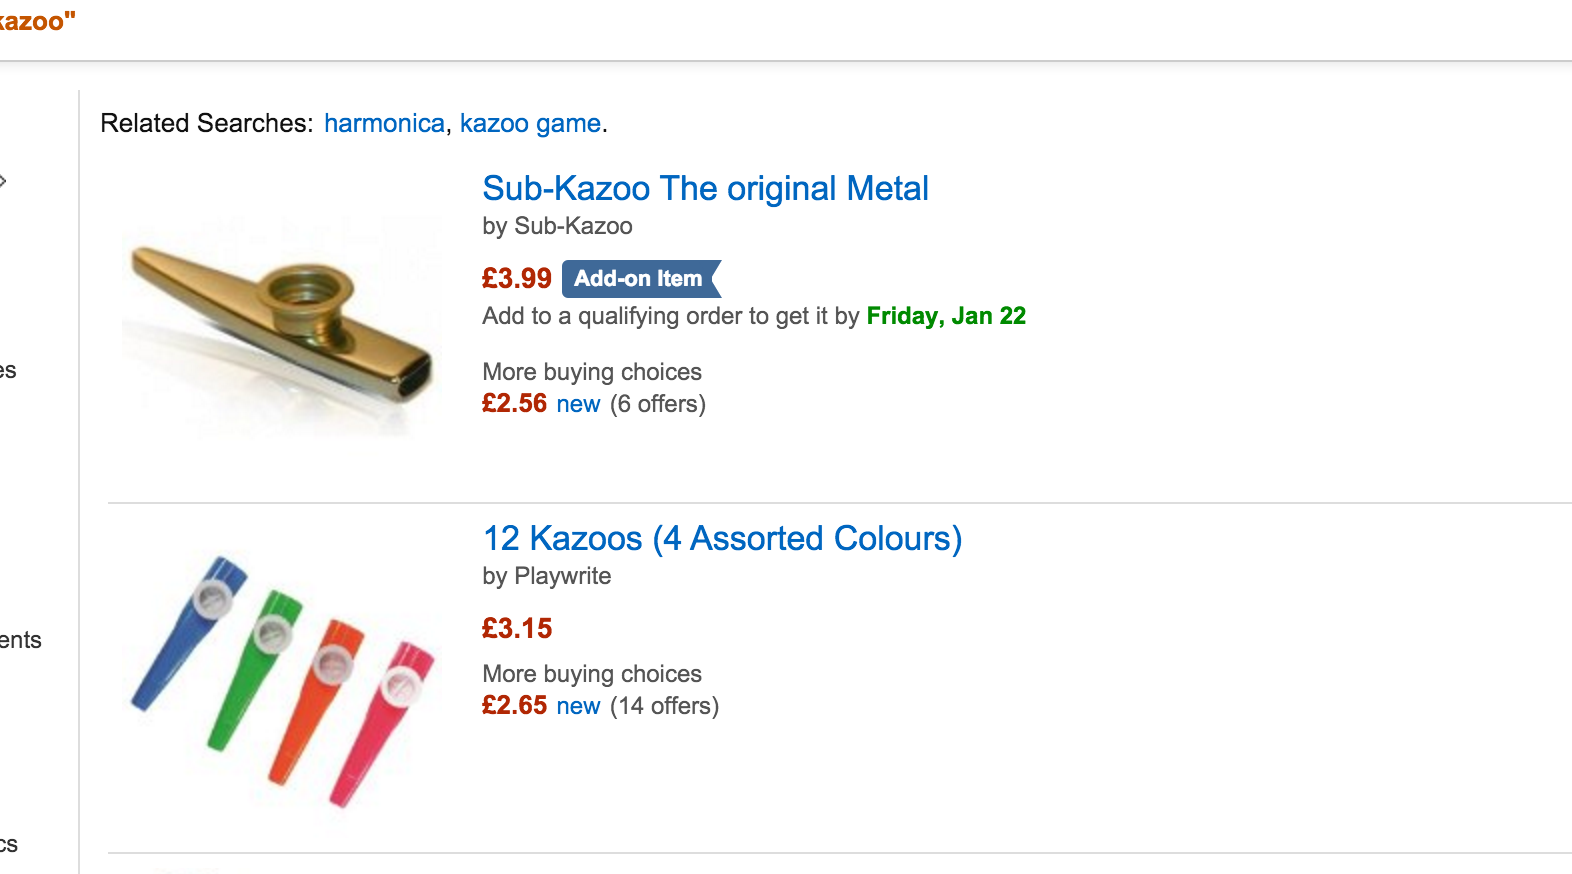 kazoo"
Related Searches: harmonica, kazoo game.
Sub-Kazoo The original Metal
by Sub-Kazoo
£3.99 Add-on Item
Add to a qualifying order to get it by Friday, Jan 22
More buying choices
£2.56 new (6 offers)
es
12 Kazoos (4 Assorted Colours)
by Playwrite
£3.15
ents
More buying choices
£2.65 new (14 offers)
cs